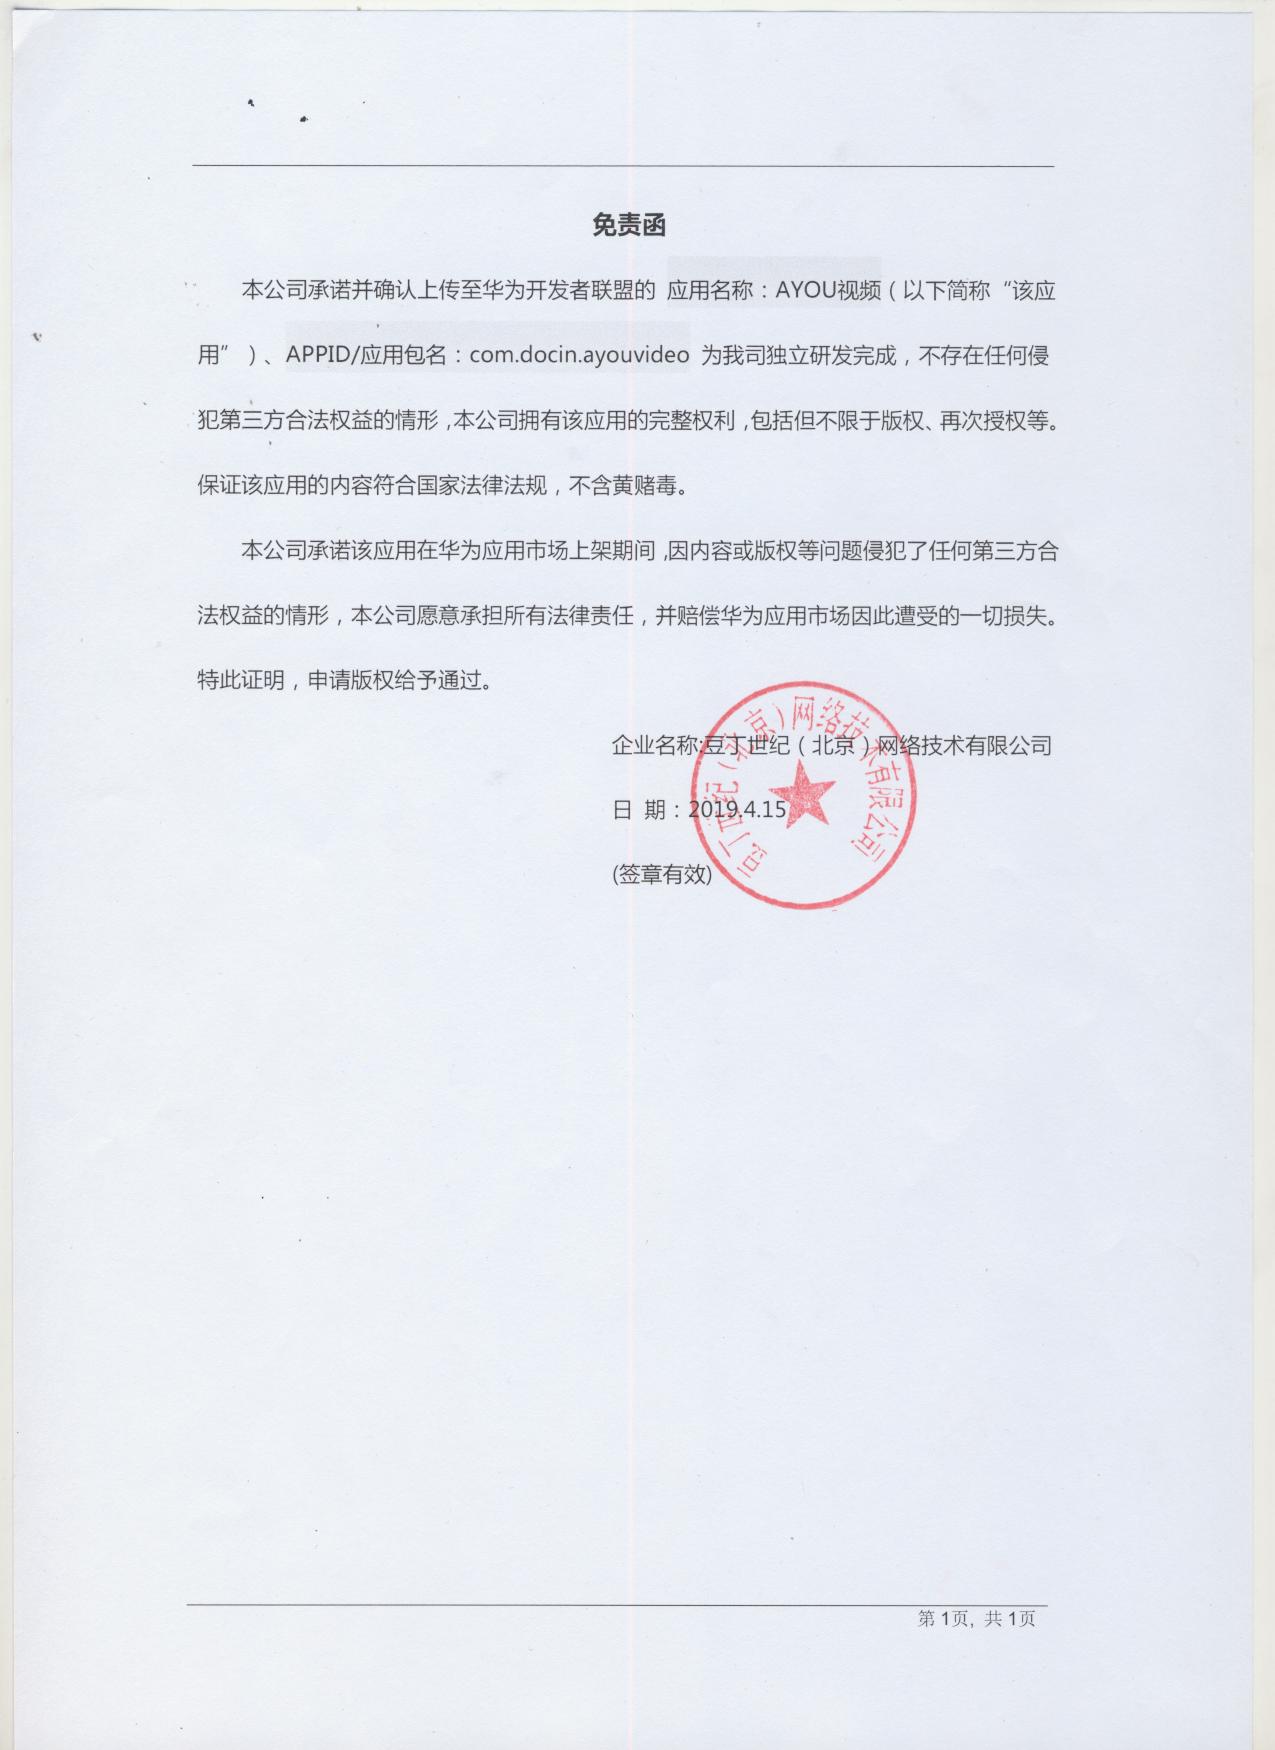 免责函
本公司承诺并确认上传至华为开发者联盟的 应用名称：AYOU视频（以下简称“该应
用”）、APPID/应用包名：com.docin.ayouvideo 为我司独立研发完成，不存在任何侵
犯第三方合法权益的情形，本公司拥有该应用的完整权利，包括但不限于版权、再次授权等。
保证该应用的内容符合国家法律法规，不含黄赌毒。
本公司承诺该应用在华为应用市场上架期间，因内容或版权等问题侵犯了任何第三方合
法权益的情形，本公司愿意承担所有法律责任，并赔偿华为应用市场因此遭受的一切损失。
特此证明，申请版权给予通过。
企业名称:豆丁世纪（北京）网络技术有限公司
日 期：2019.4.15
(签章有效)
豆丁世纪（北京）网络技术有限公司
第 1页, 共 1页